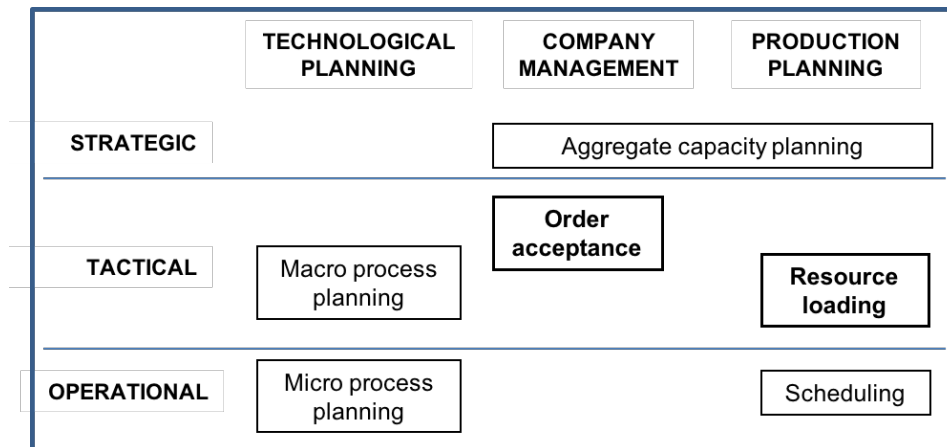 TECHNOLOGICAL
PLANNING
COMPANY
MANAGEMENT
PRODUCTION
PLANNING
STRATEGIC
Aggregate capacity planning
TACTICAL
Macro process
planning
Order
acceptance
Resource
loading
OPERATIONAL
Micro process
planning
Scheduling